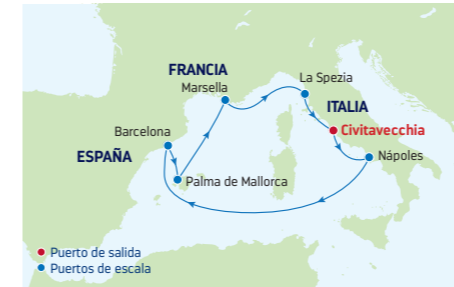 FRANCIA
Marsella
La Spezia
ITALIA
Civitavecchia
Barcelona
ESPAÑA
Nápoles
Palma de Mallorca
Puerto de salida
Puertos de escala